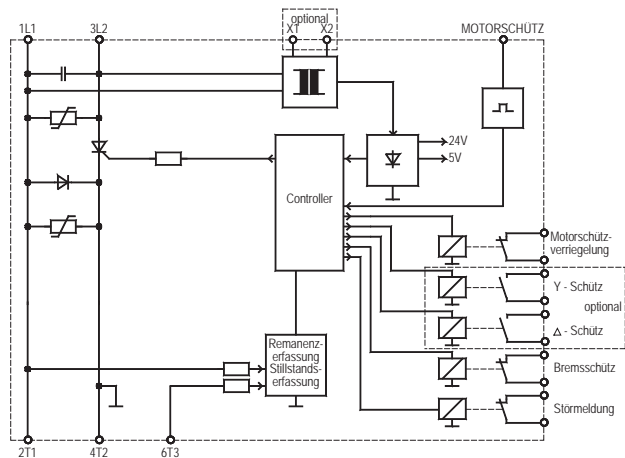 optional
1L1 3L2 X1 X2 MOTORSCHÜTZ
24V
5V
Controller
Motorschütz-
verriegelung
Y - Schütz
optional
△ - Schütz
Remanenz-
erfassung
Stillstands-
erfassung
Bremsschütz
Störmeldung
2T1 4T2 6T3